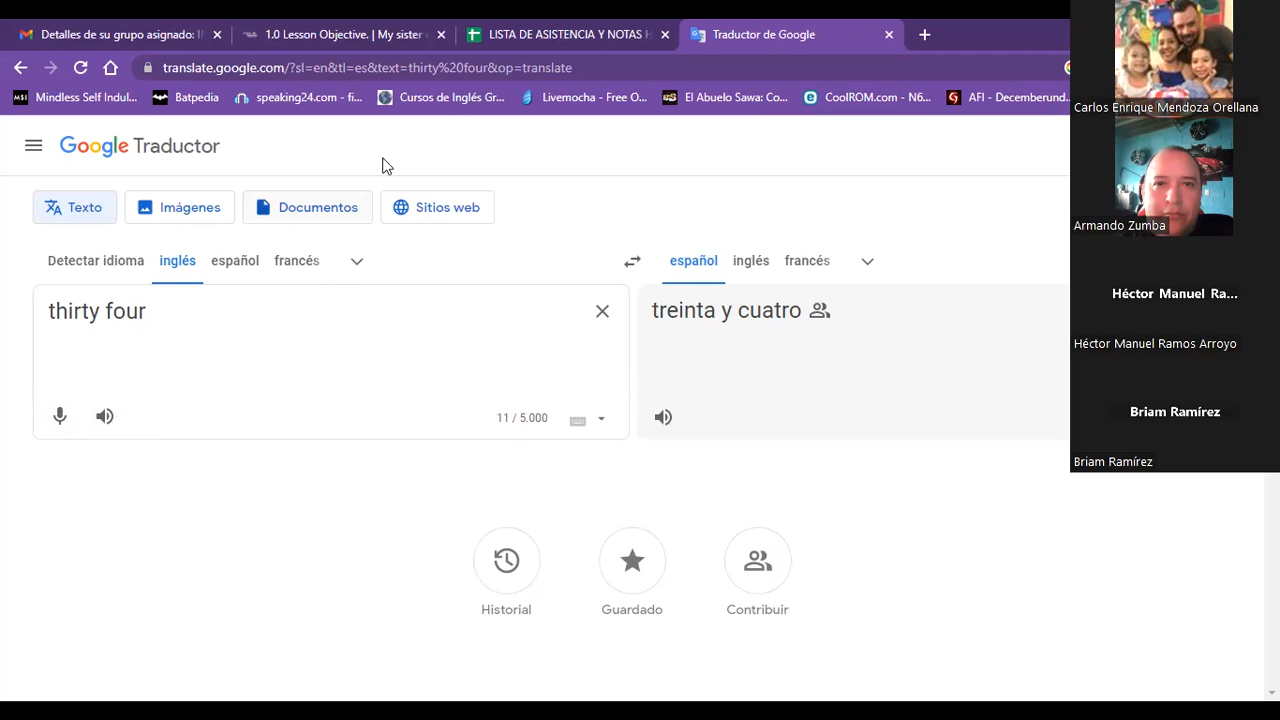 Detalles de su grupo asignado: I
1.0 Lesson Objective. | My sister
LISTA DE ASISTENCIA Y NOTAS H
Traductor de Google
translate.google.com/?sl=en&tl=es&text=thirty%20four&op=translate
MSI
Mindless Self Indul...
Batpedia
speaking24.com - fi...
Cursos de Inglés Gr...
Livemocha - Free O...
El Abuelo Sawa: Co...
CoolROM.com - N6...
AFI - Decemberund...
Google Traductor
Texto
Imágenes
Documentos
Sitios web
Detectar idioma
inglés
español
francés
español
inglés
francés
thirty four
treinta y cuatro
11 / 5.000
Historial
Guardado
Contribuir
Carlos Enrique Mendoza Orellana
Armando Zumba
Héctor Manuel Ra...
Héctor Manuel Ramos Arroyo
Briam Ramírez
Briam Ramírez